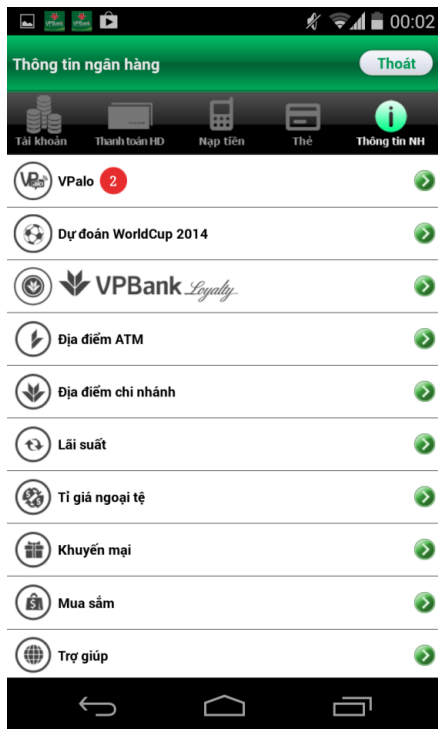 00:02
Thông tin ngân hàng
Thoát
Tài khoản Thanh toán HD Nạp tiền Thẻ Thông tin NH
VPalo 2
Dự đoán WorldCup 2014
VPBank Loyalty
Địa điểm ATM
Địa điểm chi nhánh
Lãi suất
Tỉ giá ngoại tệ
Khuyến mại
Mua sắm
Trợ giúp